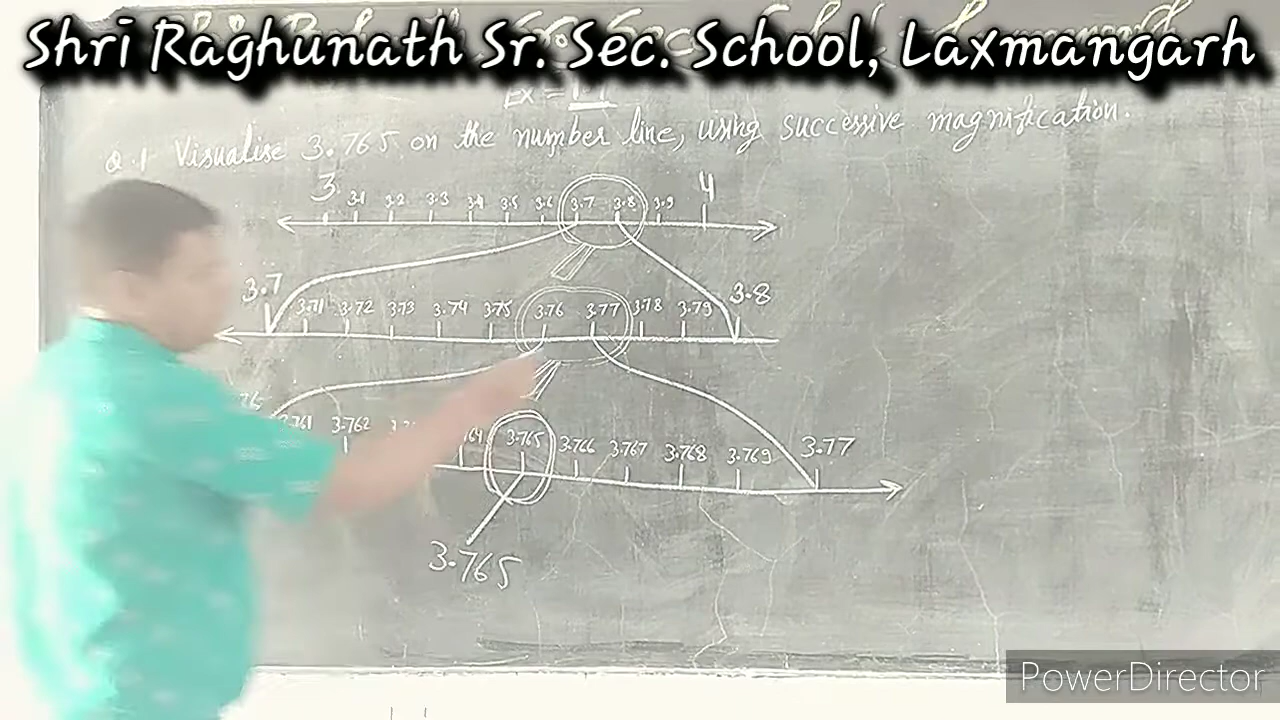 Shri Raghunath Sr. Sec. School, Laxmangarh
Ex =
Q.1 Visualise 3.765 on the number line, using successive magnification.
3 3.1 3.2 3.3 3.4 3.5 3.6 3.7 3.8 3.9 4
3.7 3.71 3.72 3.73 3.74 3.75 3.76 3.77 3.78 3.79 3.8
3.762 3.765 3.766 3.767 3.768 3.769 3.77
3.765
PowerDirector